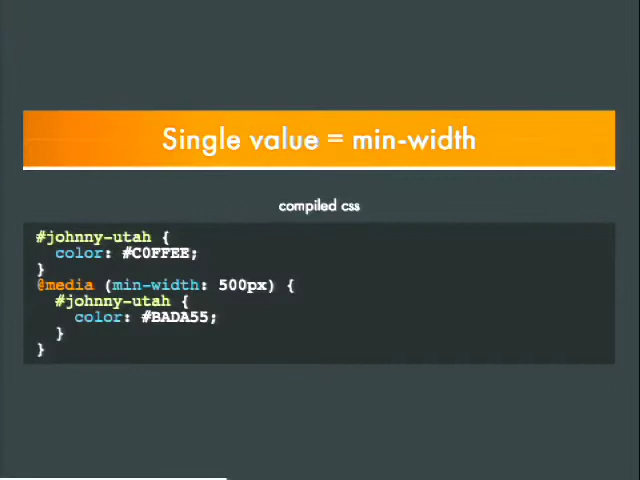 Single value = min-width
compiled css
#johnny-utah {
  color: #C0FFEE;
}
@media (min-width: 500px) {
  #johnny-utah {
    color: #BADA55;
  }
}